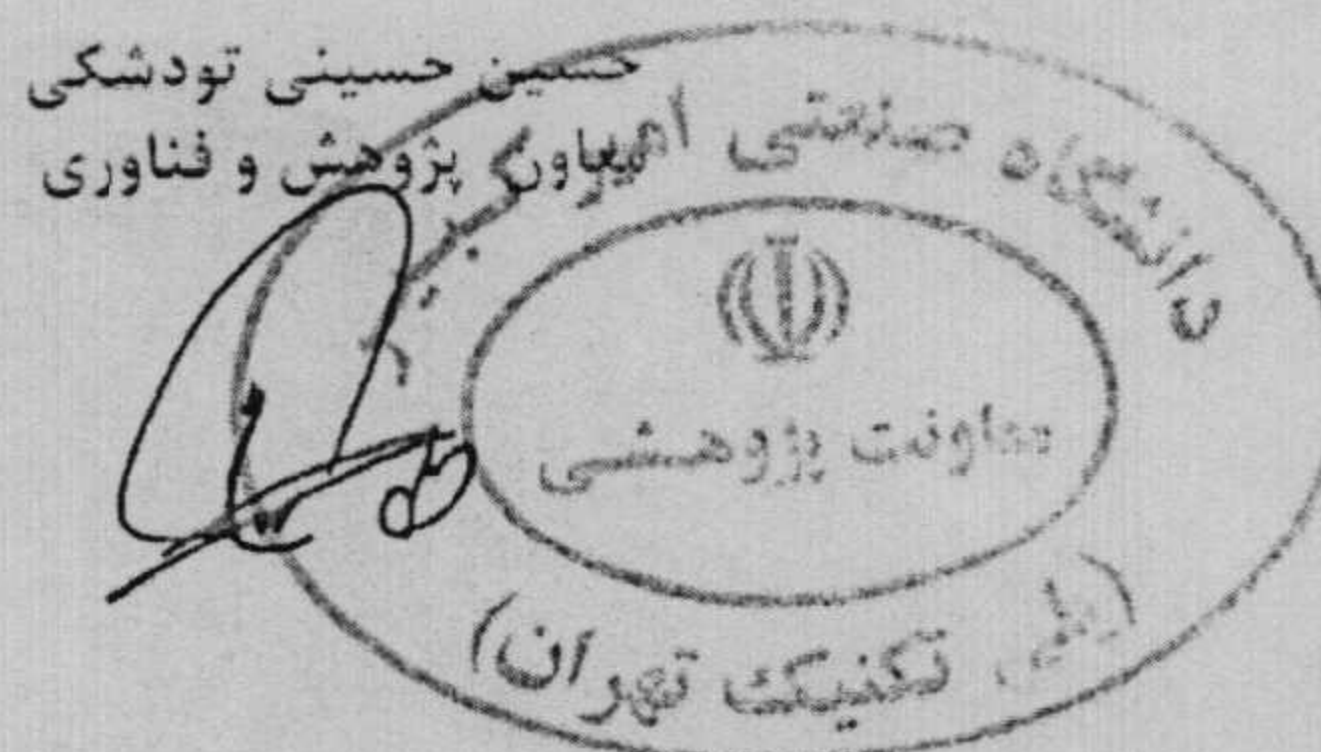 حسین حسینی تودشکی
معاون پژوهش و فناوری
دانشگاه صنعتی امیرکبیر
معاونت پژوهشی
(پلی تکنیک تهران)